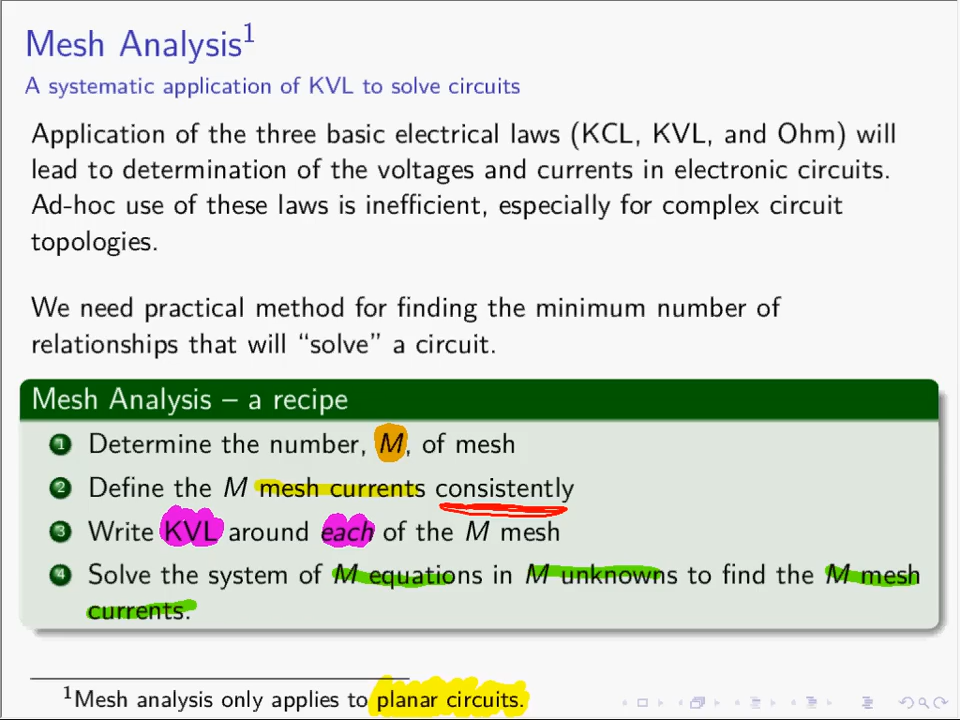 Mesh Analysis¹
A systematic application of KVL to solve circuits
Application of the three basic electrical laws (KCL, KVL, and Ohm) will
lead to determination of the voltages and currents in electronic circuits.
Ad-hoc use of these laws is inefficient, especially for complex circuit
topologies.
We need practical method for finding the minimum number of
relationships that will “solve” a circuit.
Mesh Analysis – a recipe
1 Determine the number, M, of mesh
2 Define the M mesh currents consistently
3 Write KVL around each of the M mesh
4 Solve the system of M equations in M unknowns to find the M mesh
currents.
¹Mesh analysis only applies to planar circuits.